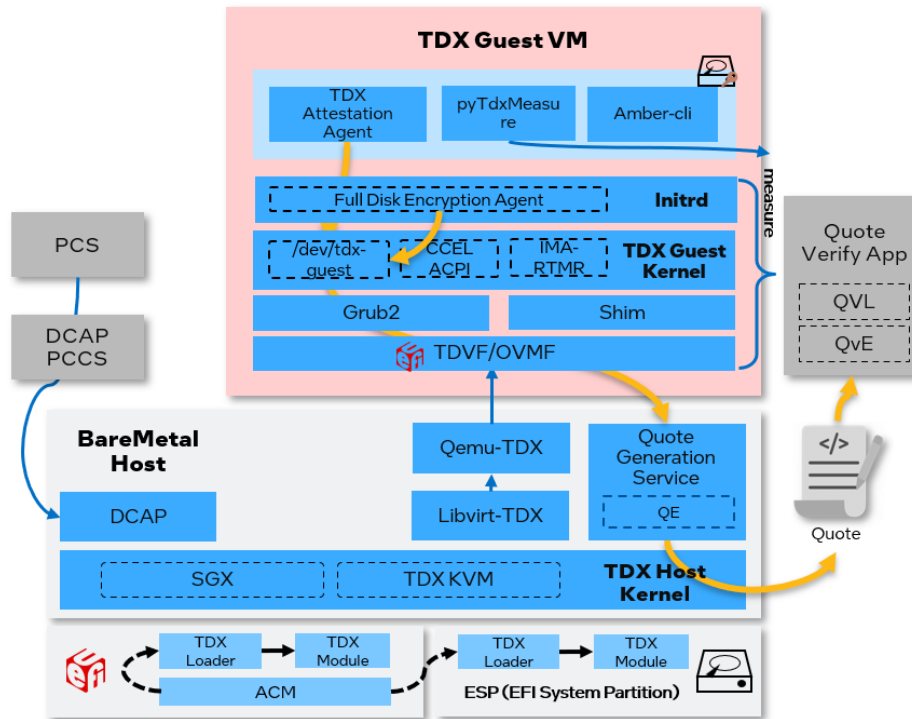 TDX Guest VM
TDX
Attestation
Agent
pyTdxMeasu
re
Amber-cli
measure
Full Disk Encryption Agent
Initrd
/dev/tdx-
guest
CCEL
ACPI
IMA-
RTMR
TDX Guest
Kernel
Grub2
Shim
TDVF/OVMF
PCS
DCAP
PCCS
Quote
Verify App
QVL
QvE
BareMetal
Host
Qemu-TDX
Quote
Generation
Service
QE
DCAP
Libvirt-TDX
</>
Quote
SGX
TDX KVM
TDX Host
Kernel
UEFI
TDX
Loader
TDX
Module
ACM
TDX
Loader
TDX
Module
ESP (EFI System Partition)